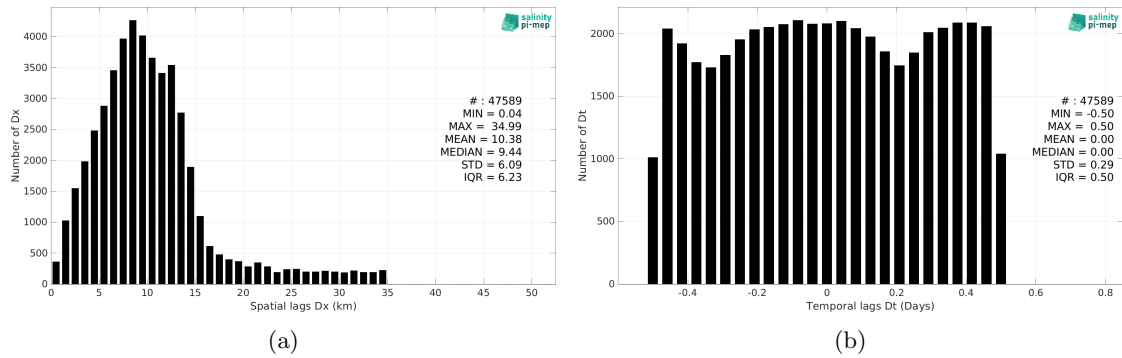 salinity
pi-mep
4000
3500
3000
2500
2000
1500
1000
500
0
Number of Dx
# : 47589
MIN = 0.04
MAX = 34.99
MEAN = 10.38
MEDIAN = 9.44
STD = 6.09
IQR = 6.23
0 5 10 15 20 25 30 35 40 45 50
Spatial lags Dx (km)
(a)
salinity
pi-mep
2000
1500
1000
500
0
Number of Dt
# : 47589
MIN = -0.50
MAX = 0.50
MEAN = 0.00
MEDIAN = 0.00
STD = 0.29
IQR = 0.50
-0.4 -0.2 0 0.2 0.4 0.6 0.8
Temporal lags Dt (Days)
(b)